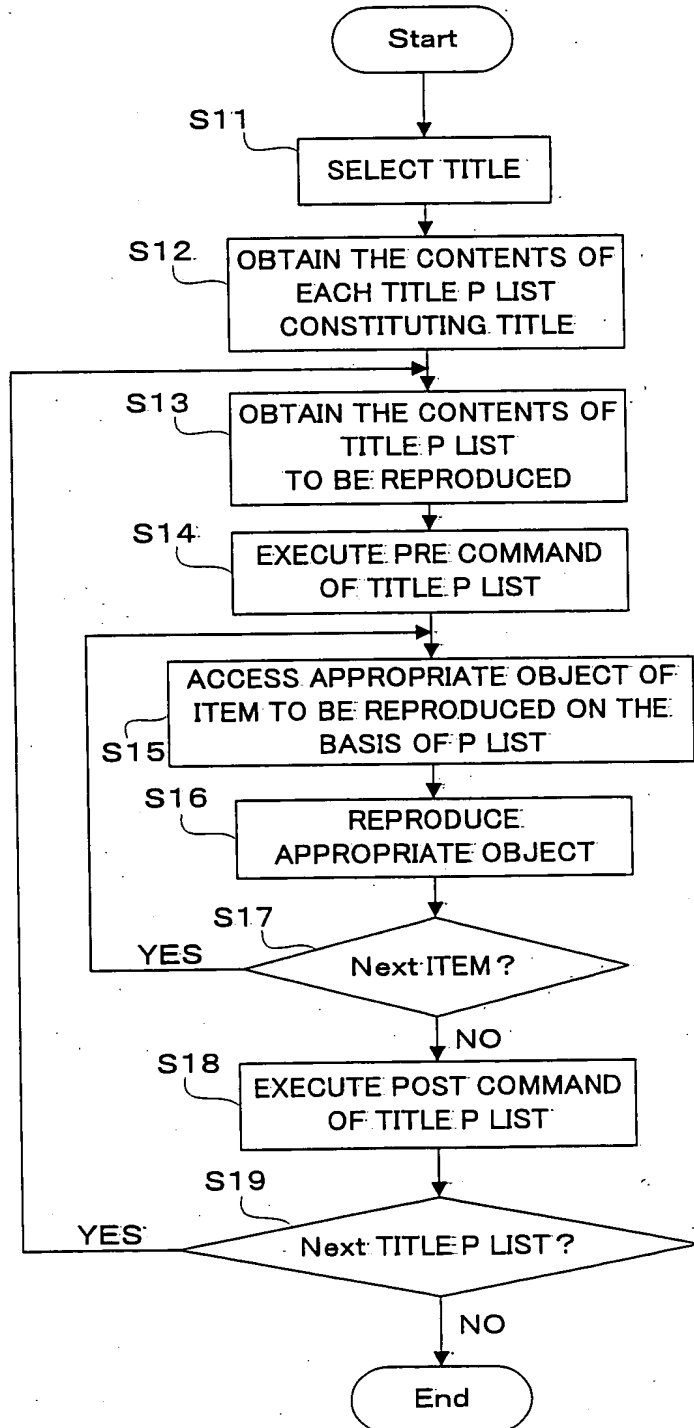 Start
S11
SELECT TITLE
S12
OBTAIN THE CONTENTS OF
EACH TITLE P LIST
CONSTITUTING TITLE
S13
OBTAIN THE CONTENTS OF
TITLE P LIST
TO BE REPRODUCED
S14
EXECUTE PRE COMMAND
OF TITLE P LIST
ACCESS APPROPRIATE OBJECT OF
ITEM TO BE REPRODUCED ON THE
BASIS OF P LIST
S15
S16
REPRODUCE
APPROPRIATE OBJECT
S17
YES
Next ITEM?
NO
S18
EXECUTE POST COMMAND
OF TITLE P LIST
S19
YES
Next TITLE P LIST?
NO
End